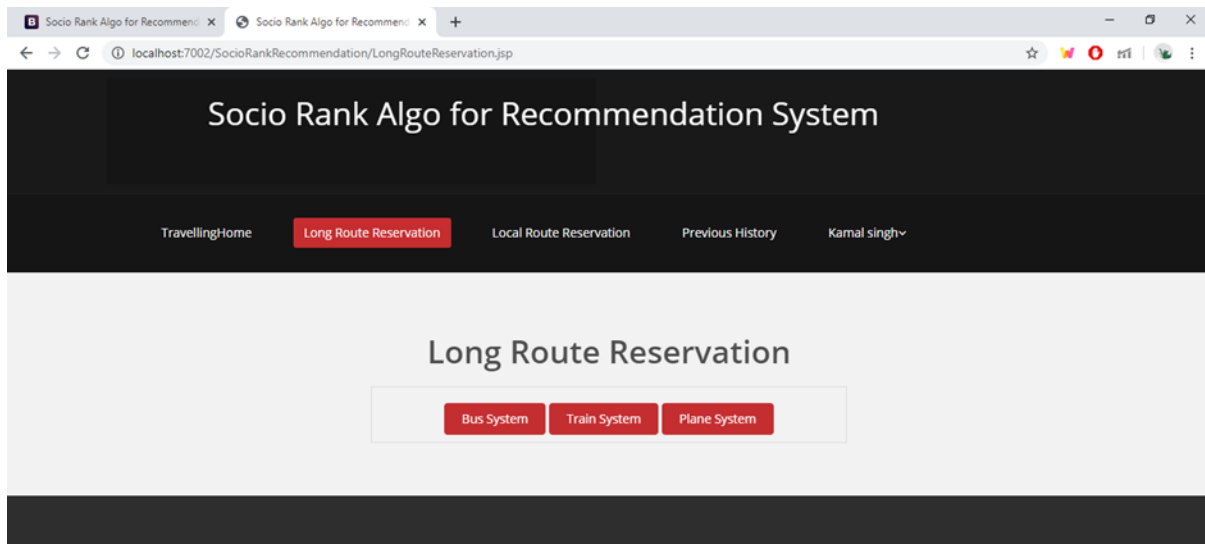 Socio Rank Algo for Recommend
Socio Rank Algo for Recommend
localhost:7002/SocioRankRecommendation/LongRouteReservation.jsp
Socio Rank Algo for Recommendation System
TravellingHome Long Route Reservation Local Route Reservation Previous History Kamal singh
Long Route Reservation
Bus System Train System Plane System